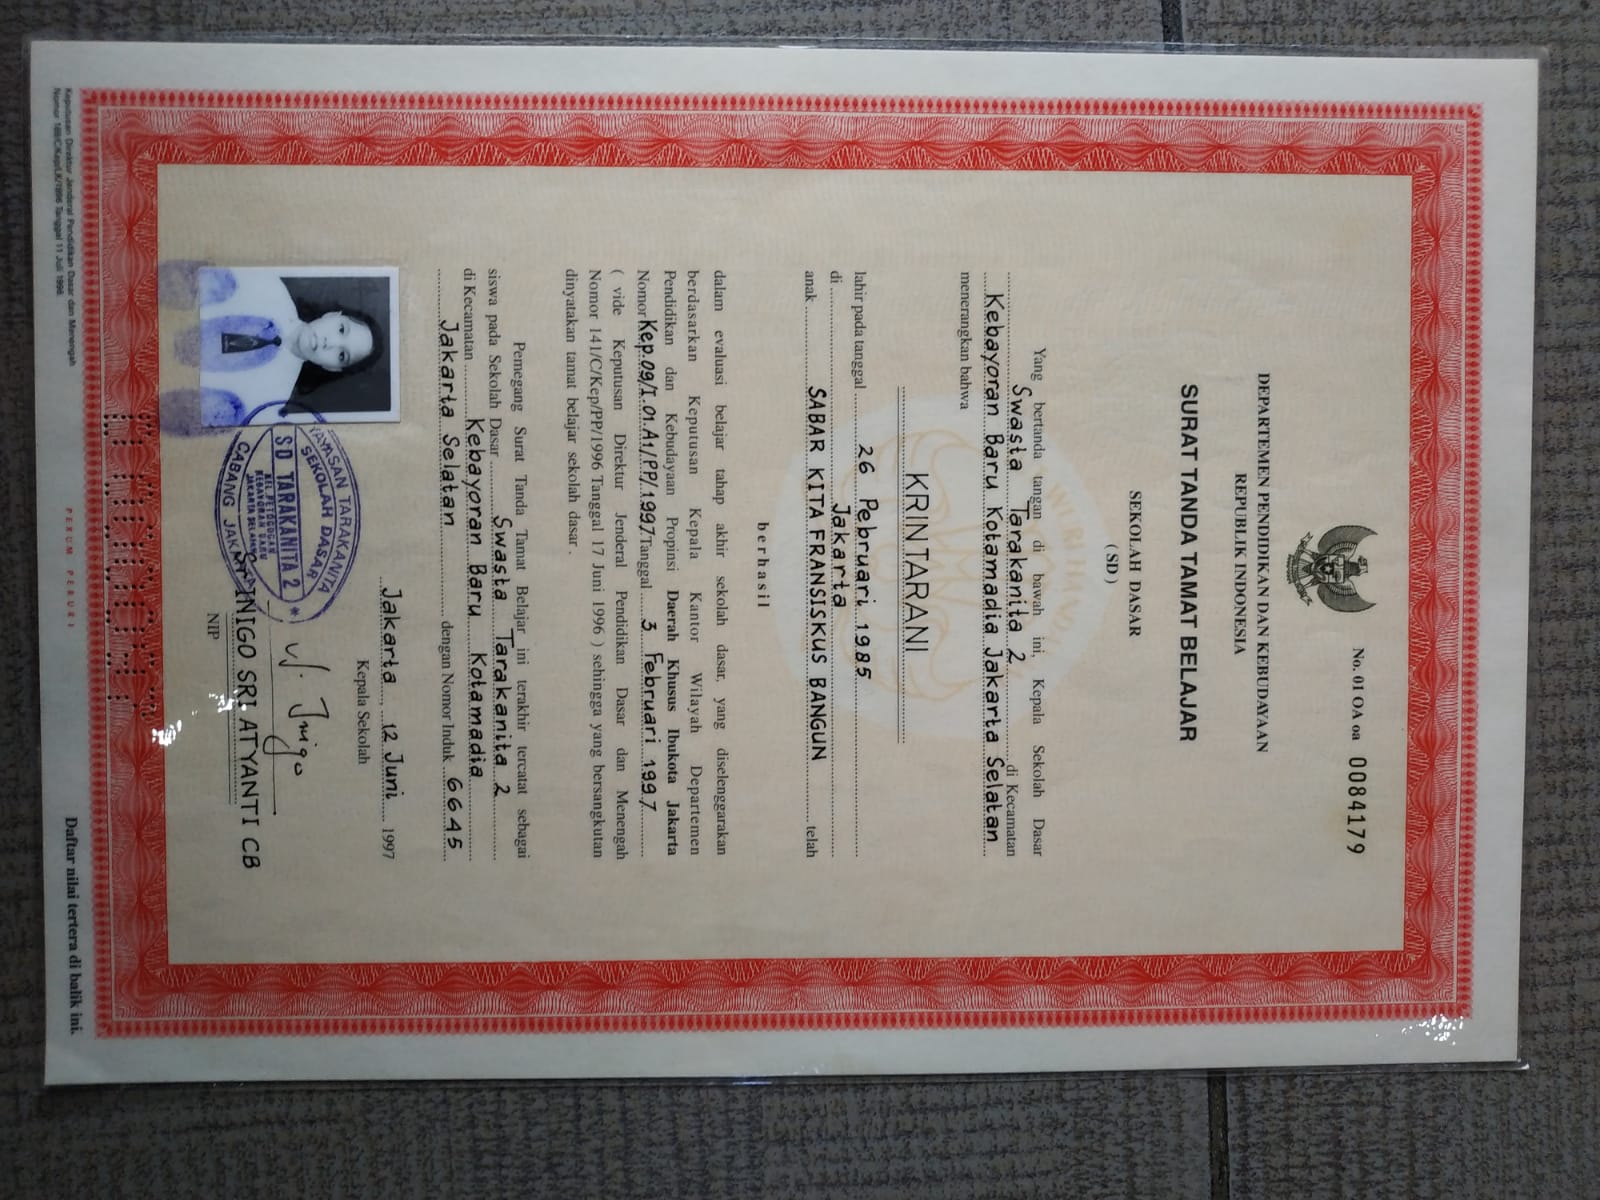 No. 01 OA oa 0084179
DEPARTEMEN PENDIDIKAN DAN KEBUDAYAAN
REPUBLIK INDONESIA
SURAT TANDA TAMAT BELAJAR
SEKOLAH DASAR
( SD )
Yang bertanda tangan di bawah ini, Kepala Sekolah Dasar
Swasta Tarakanita 2 di Kecamatan
Kebayoran Baru Kotamadia Jakarta Selatan
menerangkan bahwa
KRINTARANI
lahir pada tanggal 26 Pebruari 1985
di Jakarta
anak SABAR KITA FRANSISKUS BANGUN telah
berhasil
dalam evaluasi belajar tahap akhir sekolah dasar, yang diselenggarakan
berdasarkan Keputusan Kepala Kantor Wilayah Departemen
Pendidikan dan Kebudayaan Propinsi Daerah Khusus Ibukota Jakarta
Nomor Kep.09/I.01.A1/PP/1997 Tanggal 3 Februari 1997
( vide Keputusan Direktur Jenderal Pendidikan Dasar dan Menengah
Nomor 141/C/Kep/PP/1996 Tanggal 17 Juni 1996 ) sehingga yang bersangkutan
dinyatakan tamat belajar sekolah dasar .
Pemegang Surat Tanda Tamat Belajar ini terakhir tercatat sebagai
siswa pada Sekolah Dasar Swasta Tarakanita 2
di Kecamatan Kebayoran Baru Kotamadia
Jakarta Selatan dengan Nomor Induk 6645
Jakarta, 12 Juni 1997
Kepala Sekolah
YAYASAN TARAKANITA
SEKOLAH DASAR
SD TARAKANITA 2
KEL. PETOGOGAN
KEBAYORAN BARU
JAKARTA SELATAN
CABANG JAKARTA
Sr. Inigo
Sr INIGO SRI ATYANTI CB
NIP
Keputusan Direktur Jenderal Pendidikan Dasar dan Menengah
Nomor 169/C/Kep/LK/1996 Tanggal 11 Juli 1996
PERUM PERURI
Daftar nilai tertera di balik ini.